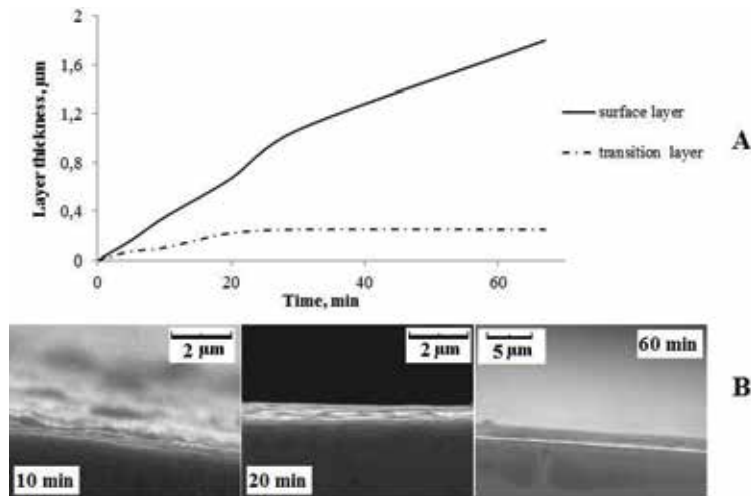 2
1,6
1,2
0,8
0,4
0
Layer thickness, µm
0 20 40 60
Time, min
surface layer
transition layer
A
2 µm
10 min
2 µm
20 min
5 µm
60 min
B